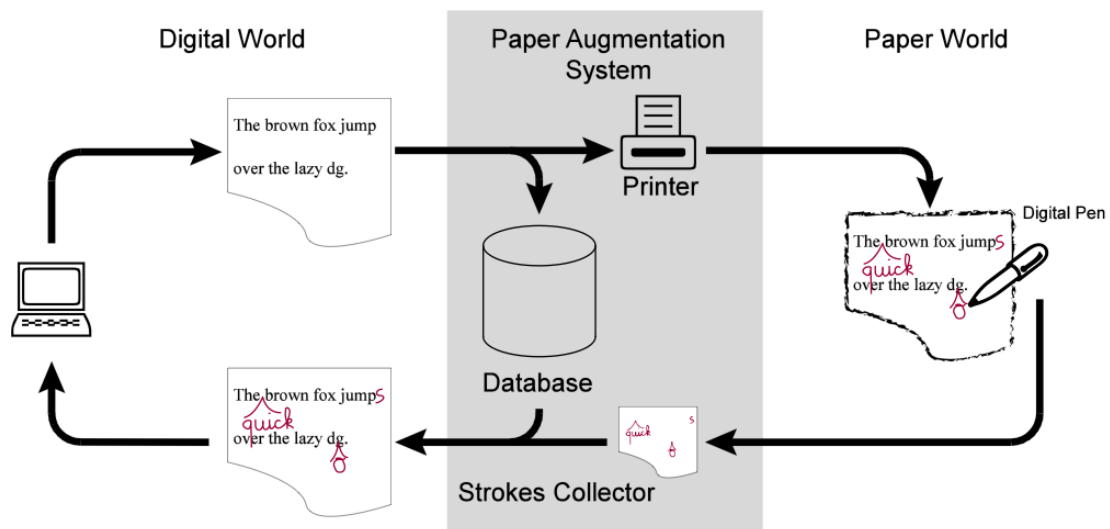 Digital World
Paper Augmentation
System
Paper World
The brown fox jump
over the lazy dg.
Printer
Digital Pen
The brown fox jumps
quick
over the lazy dg.
o
Database
The brown fox jumps
quick
over the lazy dg.
o
s
quick
o
Strokes Collector